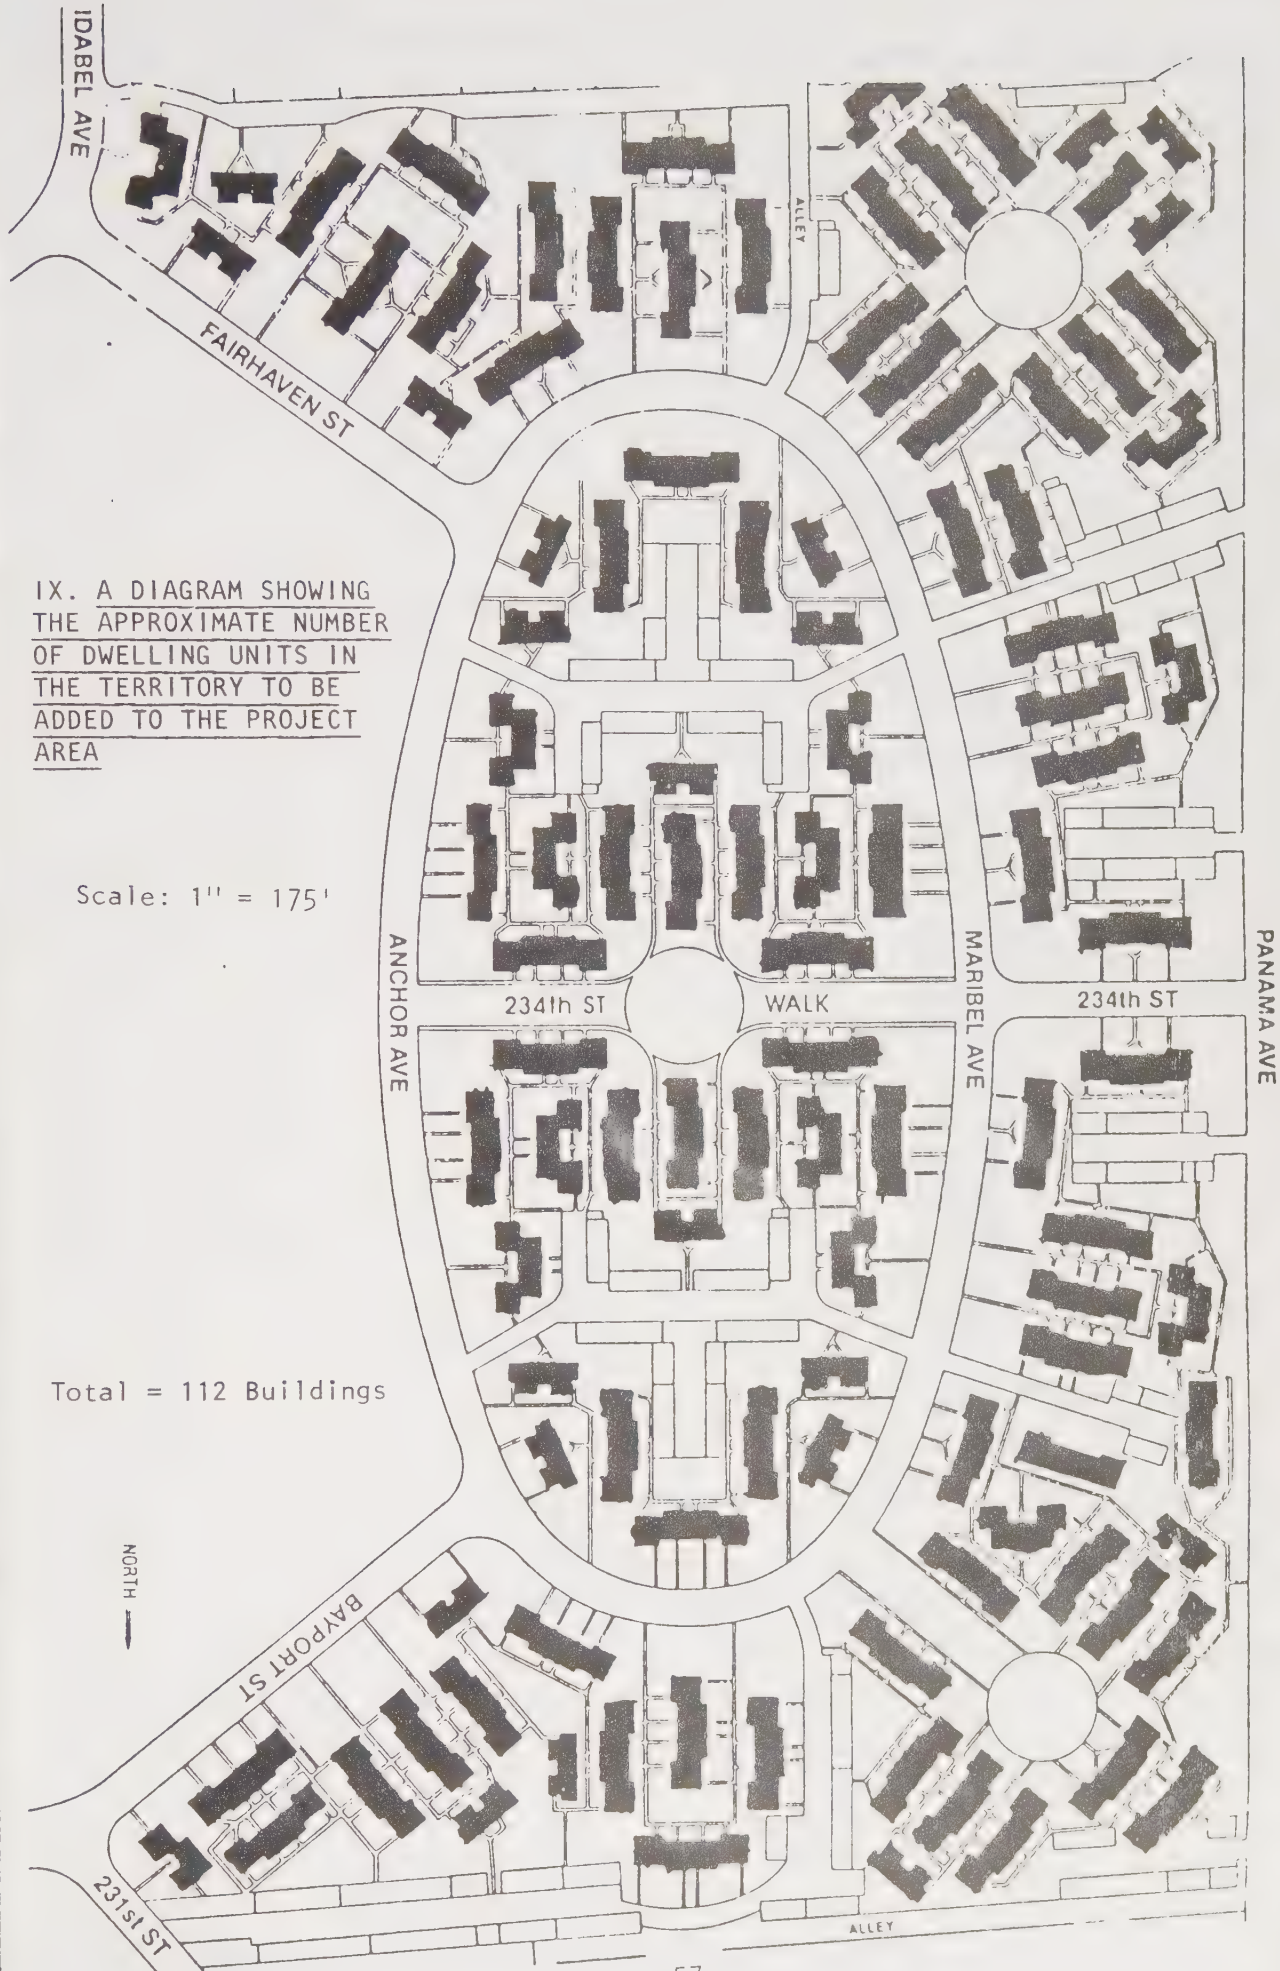 IDABEL AVE
ALLEY
FAIRHAVEN ST
IX. A DIAGRAM SHOWING
THE APPROXIMATE NUMBER
OF DWELLING UNITS IN
THE TERRITORY TO BE
ADDED TO THE PROJECT
AREA
Scale: 1" = 175'
ANCHOR AVE
234th ST
WALK
MARIBEL AVE
234th ST
PANAMA AVE
Total = 112 Buildings
NORTH
BAYPORT ST
231st ST
ALLEY